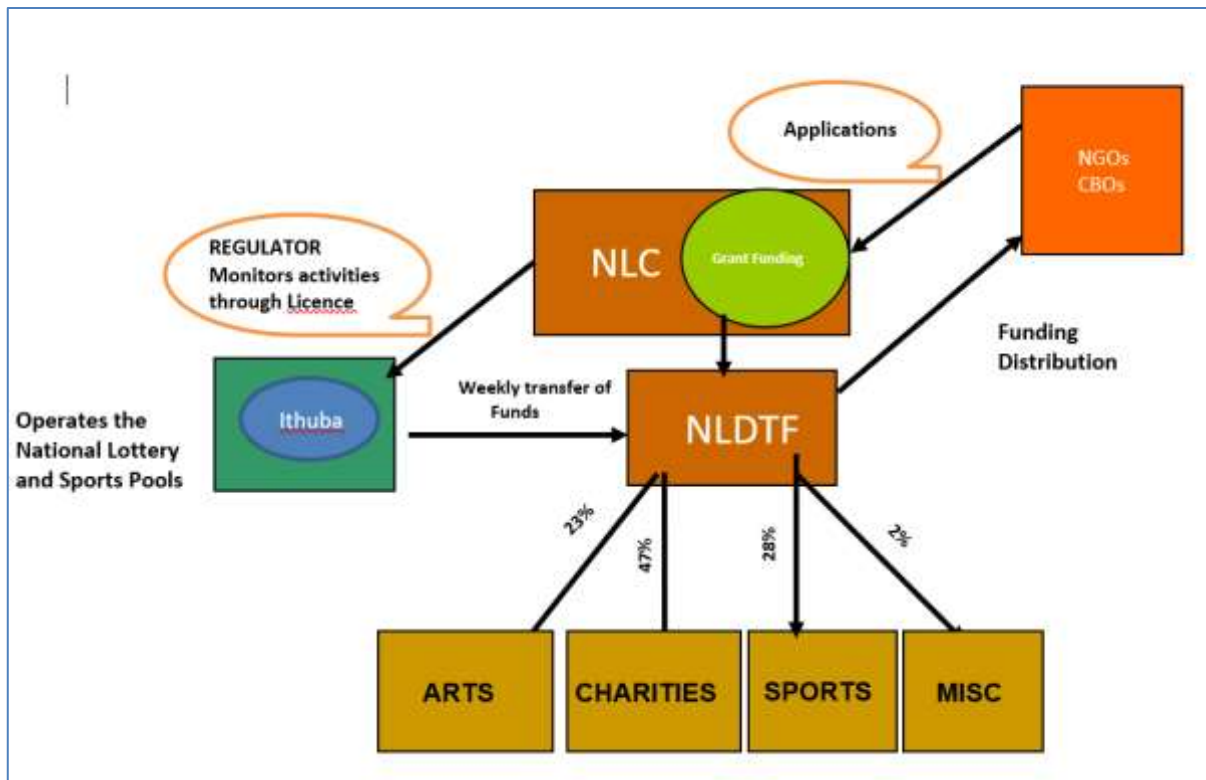 Applications
NGOs
CBOs
REGULATOR
Monitors activities
through Licence
NLC
Grant Funding
Funding
Distribution
Weekly transfer of
Funds
Operates the
National Lottery
and Sports Pools
Ithuba
NLDTF
23%
47%
28%
2%
ARTS
CHARITIES
SPORTS
MISC